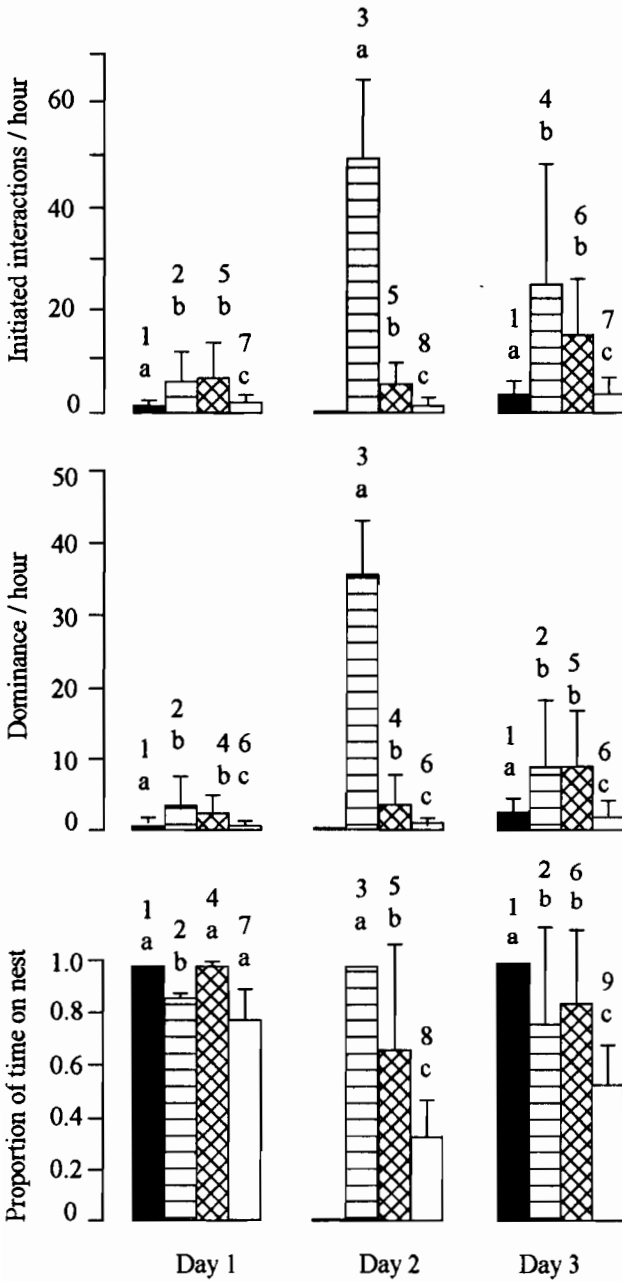 Initiated interactions / hour
60
40
20
0
1
a
2
b
5
b
7
c
3
a
5
b
8
c
1
a
4
b
6
b
7
c
Dominance / hour
50
40
30
20
10
0
1
a
2
b
4
b
6
c
3
a
4
b
6
c
1
a
2
b
5
b
6
c
Proportion of time on nest
1.0
0.8
0.6
0.4
0.2
0
1
a
2
b
4
a
7
a
3
a
5
b
8
c
1
a
2
b
6
b
9
c
Day 1
Day 2
Day 3